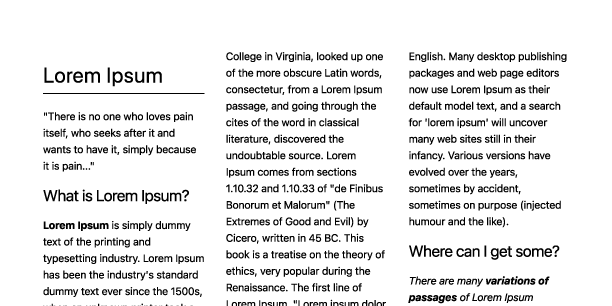 Lorem Ipsum
"There is no one who loves pain
itself, who seeks after it and
wants to have it, simply because
it is pain..."
What is Lorem Ipsum?
Lorem Ipsum is simply dummy
text of the printing and
typesetting industry. Lorem Ipsum
has been the industry's standard
dummy text ever since the 1500s,
College in Virginia, looked up one
of the more obscure Latin words,
consectetur, from a Lorem Ipsum
passage, and going through the
cites of the word in classical
literature, discovered the
undoubtable source. Lorem
Ipsum comes from sections
1.10.32 and 1.10.33 of "de Finibus
Bonorum et Malorum" (The
Extremes of Good and Evil) by
Cicero, written in 45 BC. This
book is a treatise on the theory of
ethics, very popular during the
Renaissance. The first line of
Lorem Ipsum, "Lorem ipsum dolor
English. Many desktop publishing
packages and web page editors
now use Lorem Ipsum as their
default model text, and a search
for 'lorem ipsum' will uncover
many web sites still in their
infancy. Various versions have
evolved over the years,
sometimes by accident,
sometimes on purpose (injected
humour and the like).
Where can I get some?
There are many variations of
passages of Lorem Ipsum